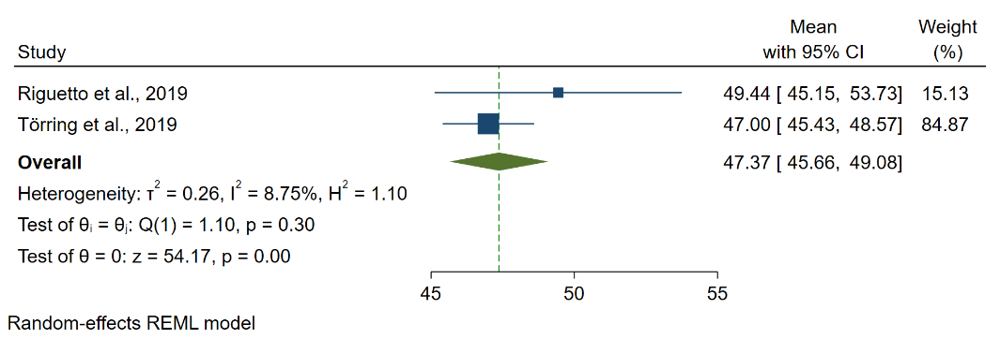 Mean Weight
Study with 95% CI (%)
Riguetto et al., 2019 49.44 [ 45.15, 53.73] 15.13
Törring et al., 2019 47.00 [ 45.43, 48.57] 84.87
Overall 47.37 [ 45.66, 49.08]
Heterogeneity: τ² = 0.26, I² = 8.75%, H² = 1.10
Test of θᵢ = θⱼ: Q(1) = 1.10, p = 0.30
Test of θ = 0: z = 54.17, p = 0.00
45 50 55
Random-effects REML model